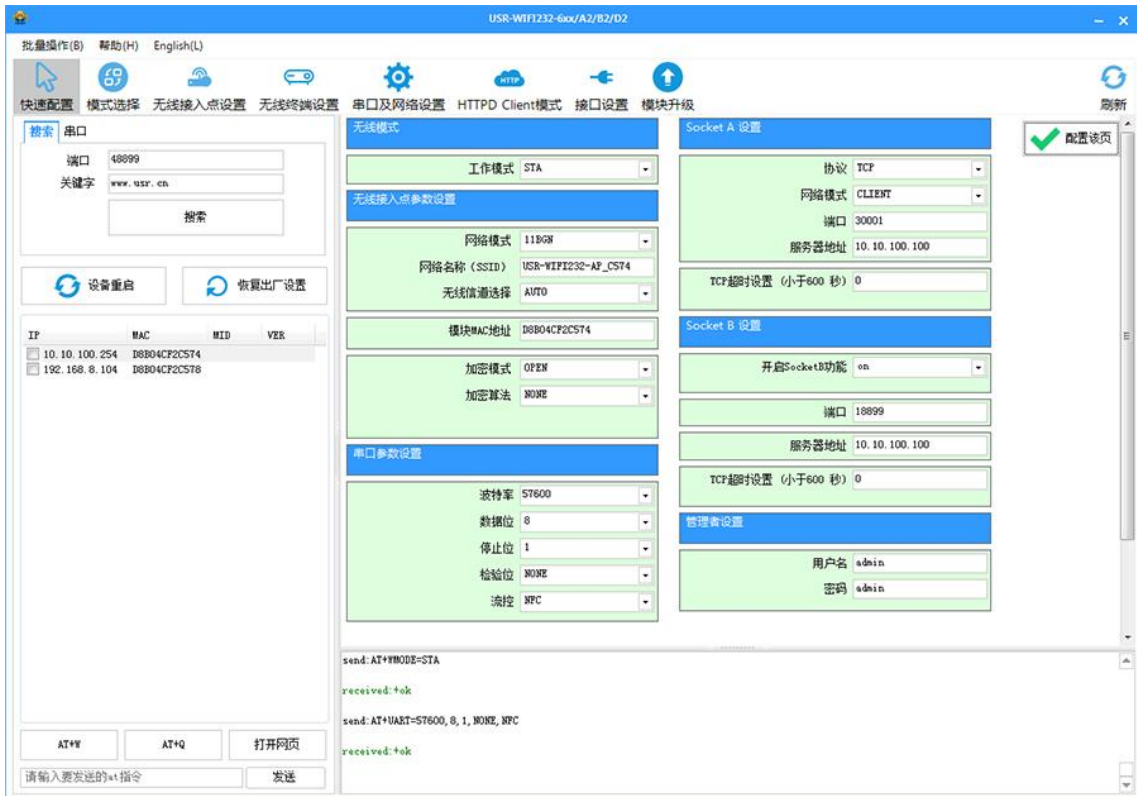 USR-WIFI232-6xx/A2/B2/D2
批量操作(B) 帮助(H) English(L)
快速配置 模式选择 无线接入点设置 无线终端设置 串口及网络设置 HTTPD Client模式 接口设置 模块升级 刷新
搜索 串口
端口 48899
关键字 www.usr.cn
搜索
设备重启 恢复出厂设置
IP MAC MID VER
10.10.100.254 D8B04CF2C574
192.168.8.104 D8B04CF2C578
AT+W AT+Q 打开网页
请输入要发送的at指令 发送
无线模式
工作模式 STA
无线接入点参数设置
网络模式 11BGN
网络名称 (SSID) USR-WIFI232-AP_C574
无线信道选择 AUTO
模块MAC地址 D8B04CF2C574
加密模式 OPEN
加密算法 NONE
串口参数设置
波特率 57600
数据位 8
停止位 1
检验位 NONE
流控 NFC
Socket A 设置
协议 TCP
网络模式 CLIENT
端口 30001
服务器地址 10.10.100.100
TCP超时设置 (小于600 秒) 0
Socket B 设置
开启SocketB功能 on
端口 18899
服务器地址 10.10.100.100
TCP超时设置 (小于600 秒) 0
管理者设置
用户名 admin
密码 admin
配置该页
send:AT+WMODE=STA
received:+ok
send:AT+UART=57600,8,1,NONE,NFC
received:+ok